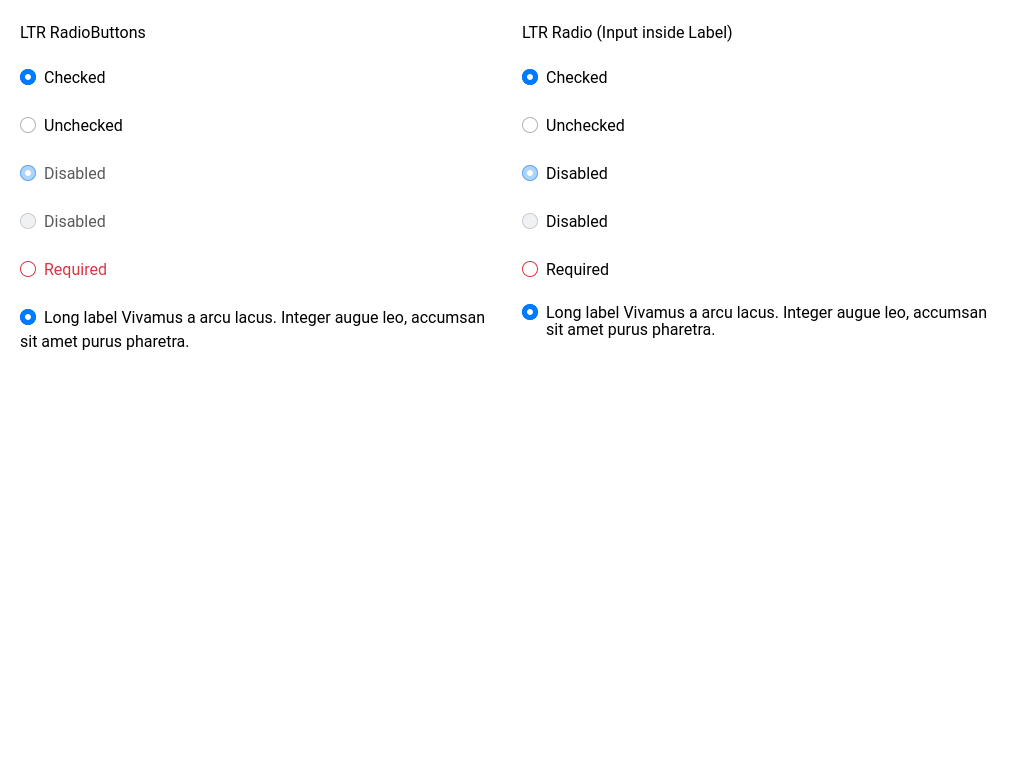 LTR RadioButtons
Checked
Unchecked
Disabled
Disabled
Required
Long label Vivamus a arcu lacus. Integer augue leo, accumsan
sit amet purus pharetra.
LTR Radio (Input inside Label)
Checked
Unchecked
Disabled
Disabled
Required
Long label Vivamus a arcu lacus. Integer augue leo, accumsan
sit amet purus pharetra.